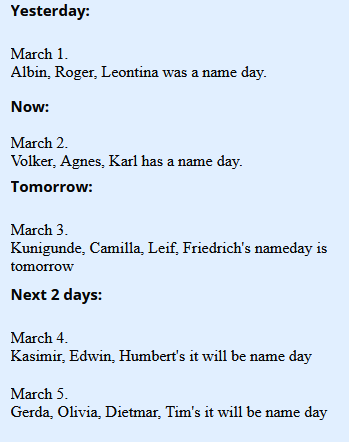 Yesterday:
March 1.
Albin, Roger, Leontina was a name day.
Now:
March 2.
Volker, Agnes, Karl has a name day.
Tomorrow:
March 3.
Kunigunde, Camilla, Leif, Friedrich's nameday is
tomorrow
Next 2 days:
March 4.
Kasimir, Edwin, Humbert's it will be name day
March 5.
Gerda, Olivia, Dietmar, Tim's it will be name day